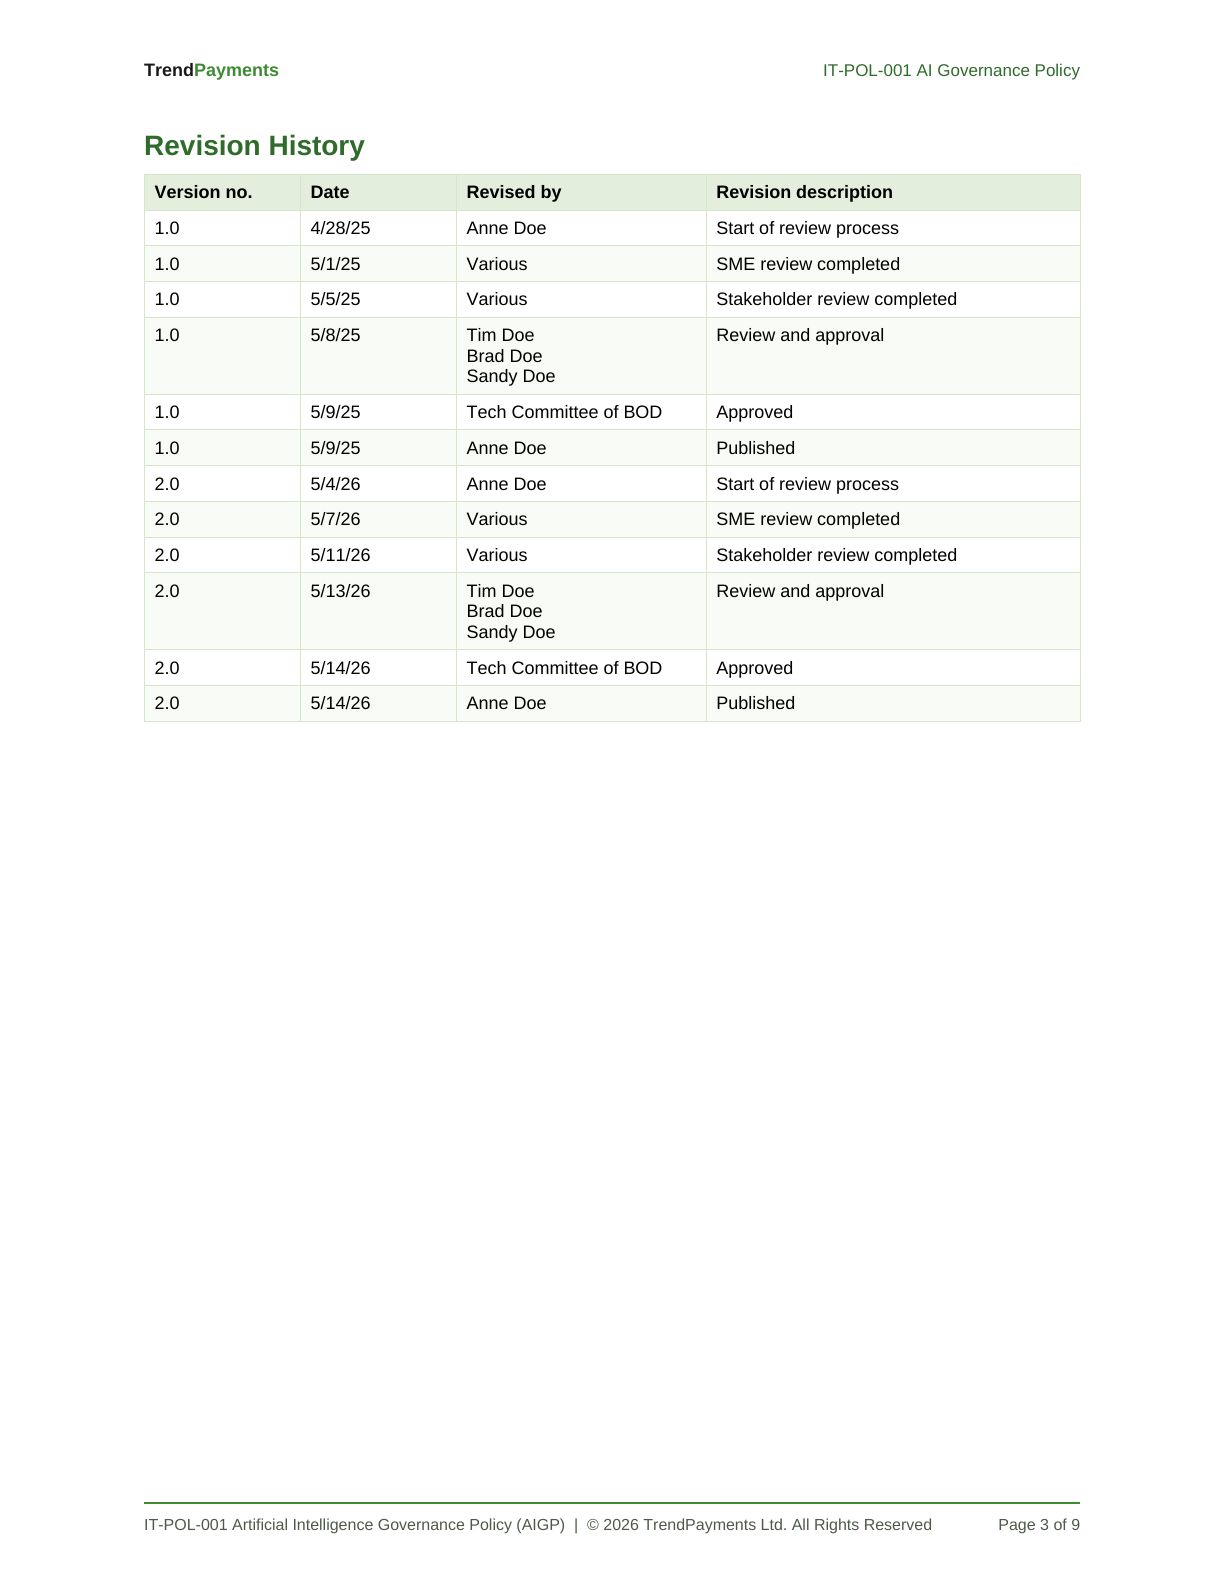 TrendPayments IT-POL-001 AI Governance Policy
Revision History
Version no. Date Revised by Revision description
1.0 4/28/25 Anne Doe Start of review process
1.0 5/1/25 Various SME review completed
1.0 5/5/25 Various Stakeholder review completed
1.0 5/8/25 Tim Doe Review and approval
Brad Doe
Sandy Doe
1.0 5/9/25 Tech Committee of BOD Approved
1.0 5/9/25 Anne Doe Published
2.0 5/4/26 Anne Doe Start of review process
2.0 5/7/26 Various SME review completed
2.0 5/11/26 Various Stakeholder review completed
2.0 5/13/26 Tim Doe Review and approval
Brad Doe
Sandy Doe
2.0 5/14/26 Tech Committee of BOD Approved
2.0 5/14/26 Anne Doe Published
IT-POL-001 Artificial Intelligence Governance Policy (AIGP) | © 2026 TrendPayments Ltd. All Rights Reserved Page 3 of 9